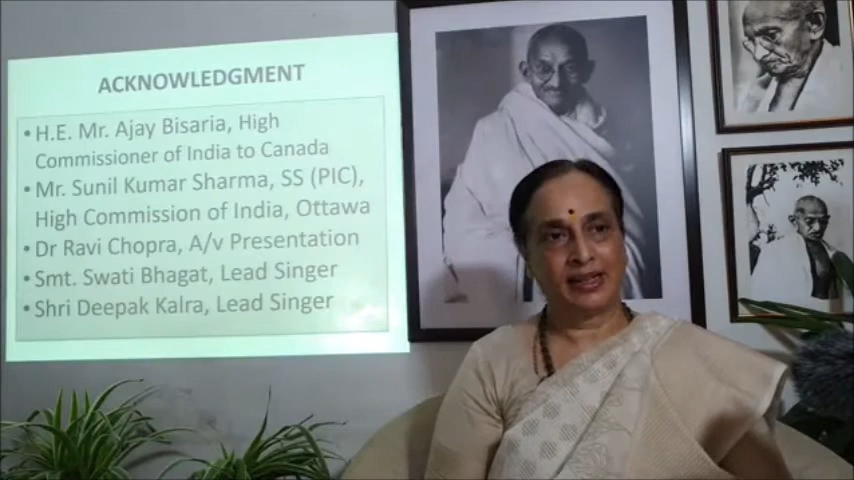 ACKNOWLEDGMENT
• H.E. Mr. Ajay Bisaria, High
Commissioner of India to Canada
• Mr. Sunil Kumar Sharma, SS (PIC),
High Commission of India, Ottawa
• Dr Ravi Chopra, A/v Presentation
• Smt. Swati Bhagat, Lead Singer
• Shri Deepak Kalra, Lead Singer